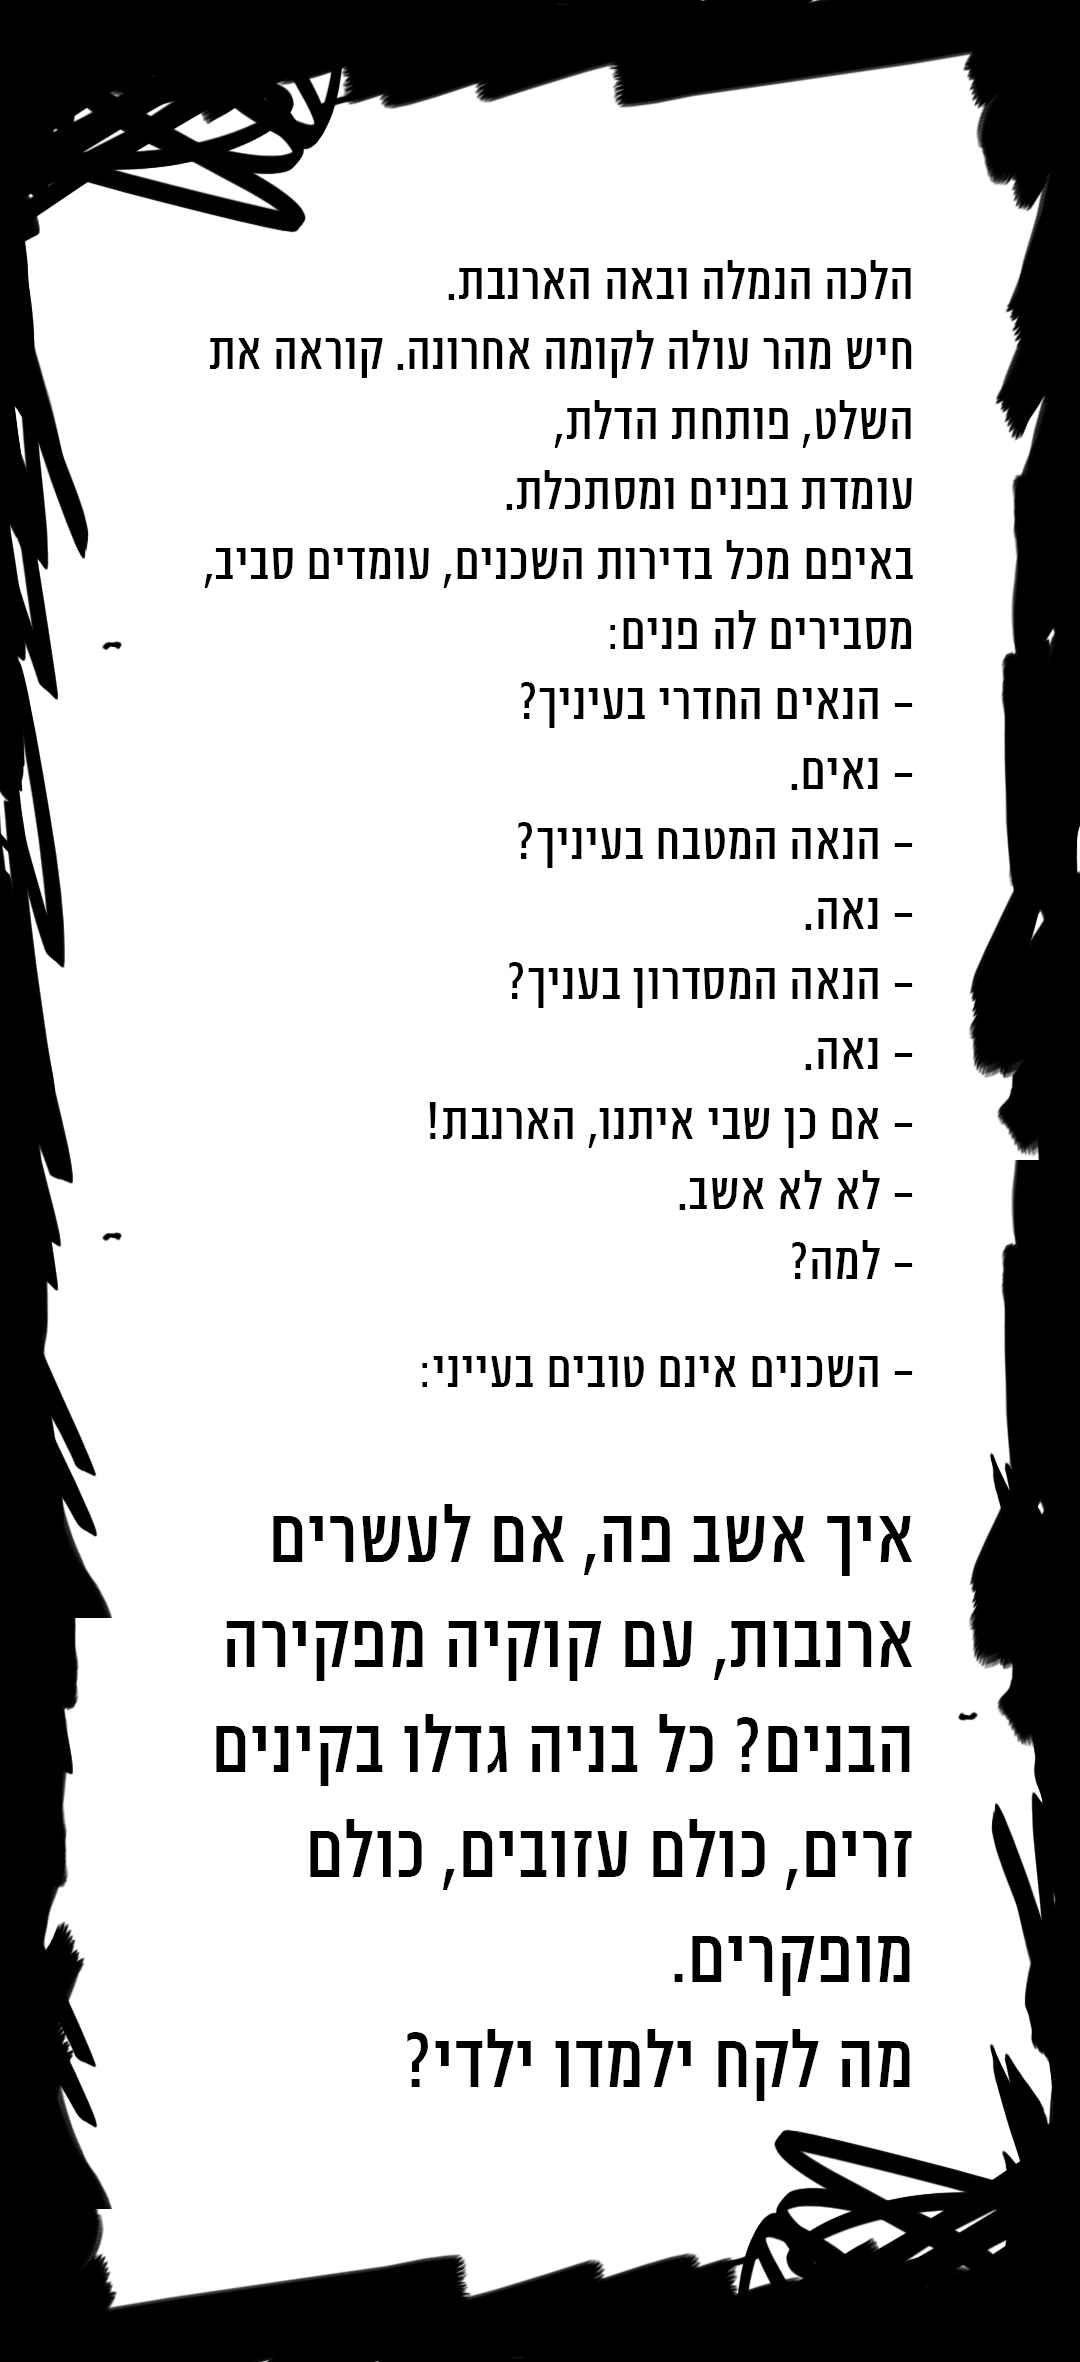 הלכה הנמלה ובאה הארנבת.
חיש מהר עולה לקומה אחרונה. קוראה את
השלט, פותחת הדלת,
עומדת בפנים ומסתכלת.
באיפם מכל בדירות השכנים, עומדים סביב,
מסבירים לה פנים:
– הנאים החדרי בעיניך?
– נאים.
– הנאה המטבח בעיניך?
– נאה.
– הנאה המסדרון בעניך?
– נאה.
– אם כן שבי איתנו, הארנבת!
– לא לא אשב.
– למה?
– השכנים אינם טובים בעייני:
איך אשב פה, אם לעשרים
ארנבות, עם קוקיה מפקירה
הבנים? כל בניה גדלו בקינים
זרים, כולם עזובים, כולם
מופקרים.
מה לקח ילמדו ילדי?